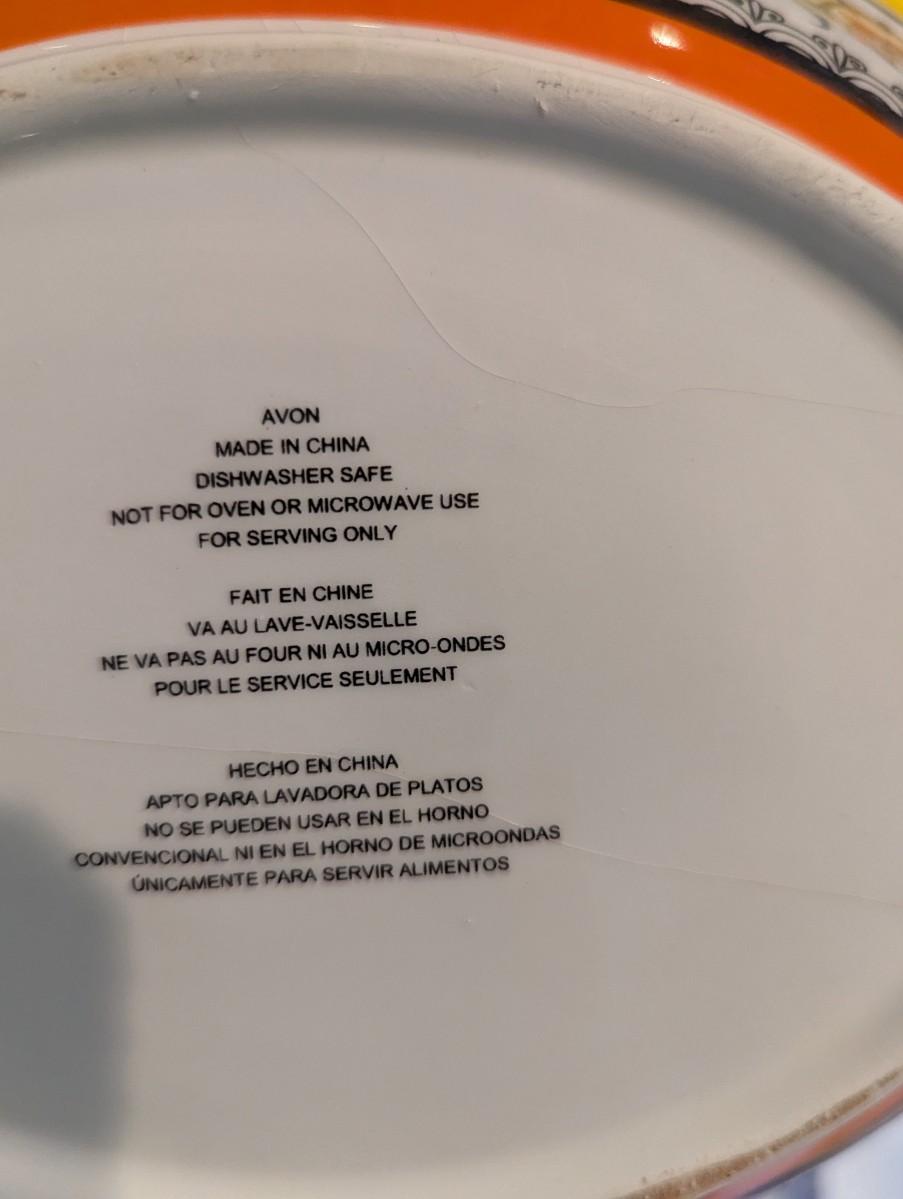 AVON
MADE IN CHINA
DISHWASHER SAFE
NOT FOR OVEN OR MICROWAVE USE
FOR SERVING ONLY
FAIT EN CHINE
VA AU LAVE-VAISSELLE
NE VA PAS AU FOUR NI AU MICRO-ONDES
POUR LE SERVICE SEULEMENT
HECHO EN CHINA
APTO PARA LAVADORA DE PLATOS
NO SE PUEDEN USAR EN EL HORNO
CONVENCIONAL NI EN EL HORNO DE MICROONDAS
ÚNICAMENTE PARA SERVIR ALIMENTOS